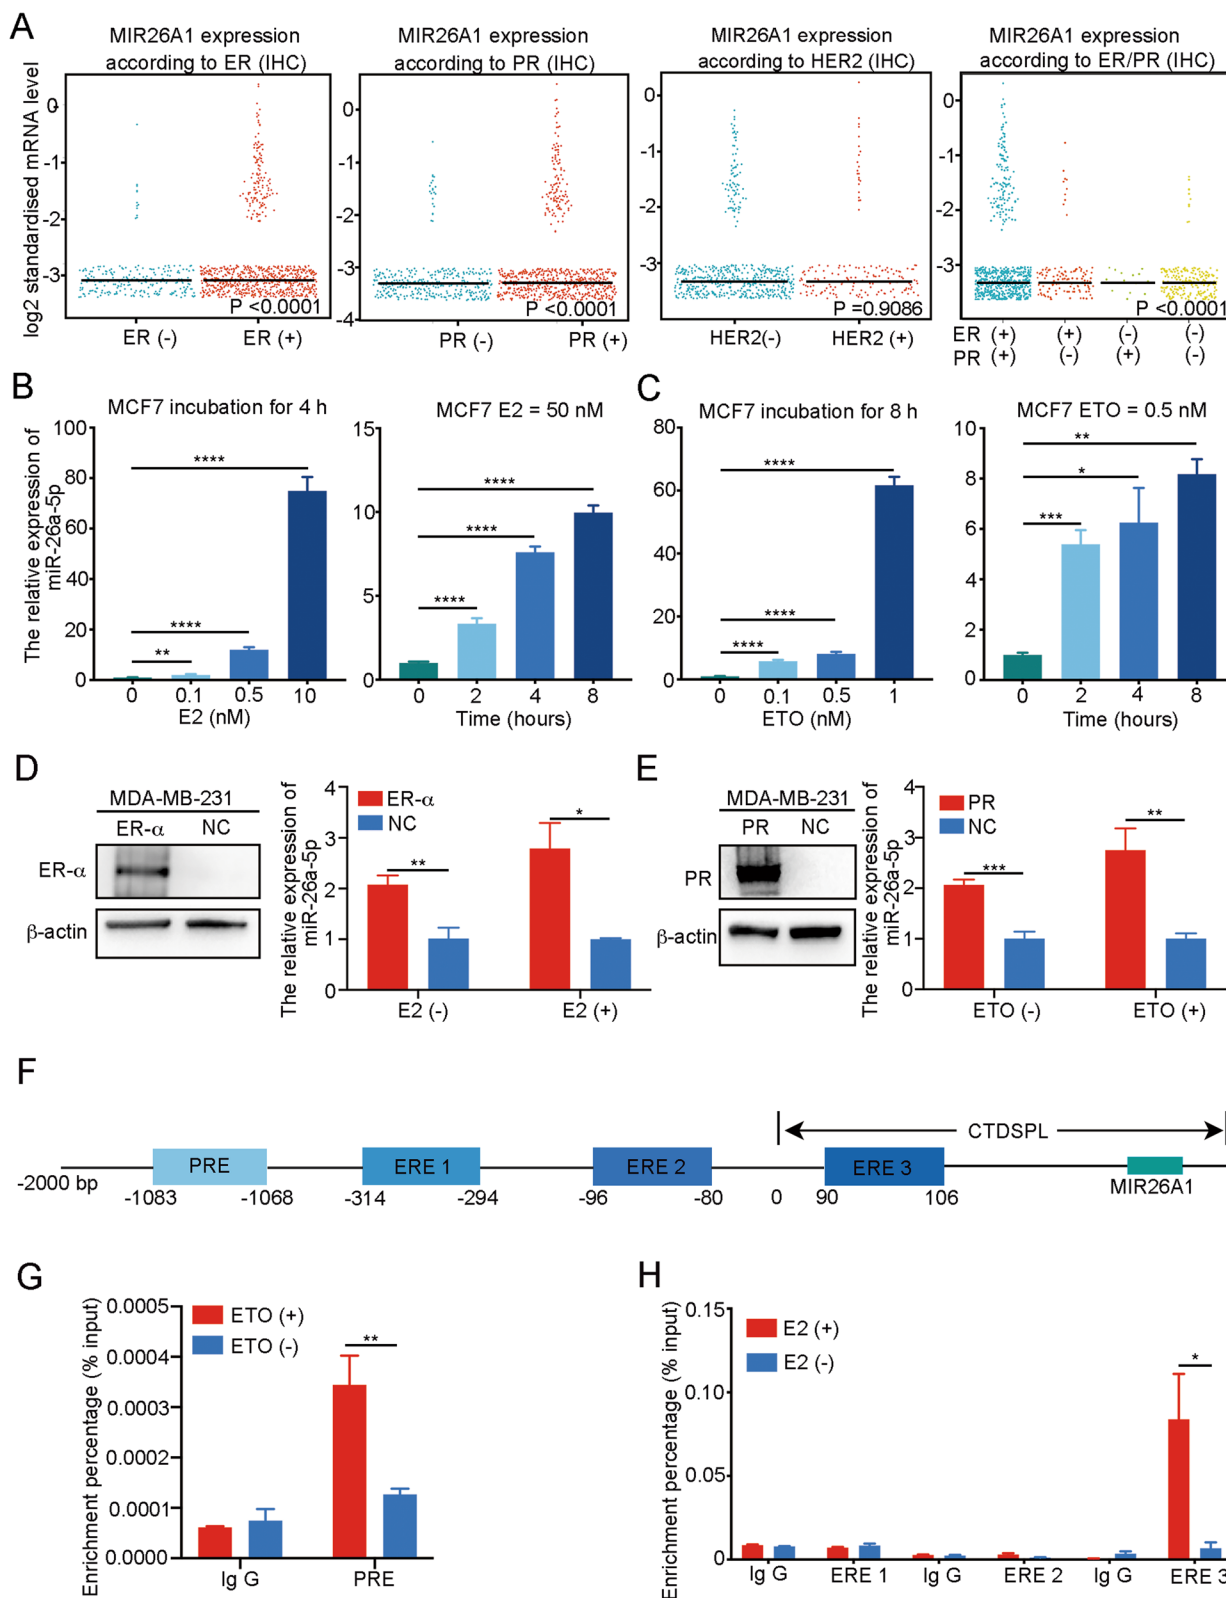 A
MIR26A1 expression
according to ER (IHC)
MIR26A1 expression
according to PR (IHC)
MIR26A1 expression
according to HER2 (IHC)
MIR26A1 expression
according to ER/PR (IHC)
log2 standardised mRNA level
0
-1
-2
-3
P <0.0001
ER (-)
ER (+)
0
-1
-2
-3
-4
P <0.0001
PR (-)
PR (+)
0
-1
-2
-3
P =0.9086
HER2(-)
HER2 (+)
0
-1
-2
-3
P <0.0001
ER (+) (+) (-) (-)
PR (+) (-) (+) (-)
B
MCF7 incubation for 4 h
The relative expression of
miR-26a-5p
100
80
60
40
20
0
**
****
****
0 0.1 0.5 10
E2 (nM)
MCF7 E2 = 50 nM
15
10
5
0
****
****
****
0 2 4 8
Time (hours)
C
MCF7 incubation for 8 h
The relative expression of
miR-26a-5p
80
60
40
20
0
****
****
****
0 0.1 0.5 1
ETO (nM)
MCF7 ETO = 0.5 nM
10
8
6
4
2
0
**
*
***
0 2 4 8
Time (hours)
D
MDA-MB-231
ER-α NC
ER-α
β-actin
The relative expression of
miR-26a-5p
4
3
2
1
0
ER-α
NC
**
*
E2 (-)
E2 (+)
E
MDA-MB-231
PR NC
PR
β-actin
The relative expression of
miR-26a-5p
4
3
2
1
0
PR
NC
***
**
ETO (-)
ETO (+)
F
CTDSPL
PRE
ERE 1
ERE 2
ERE 3
-2000 bp
-1083 -1068 -314 -294 -96 -80 0 90 106
MIR26A1
G
Enrichment percentage (% input)
0.0005
0.0004
0.0003
0.0002
0.0001
0.0000
ETO (+)
ETO (-)
**
Ig G
PRE
H
Enrichment percentage (% input)
0.15
0.10
0.05
0
E2 (+)
E2 (-)
*
Ig G ERE 1 Ig G ERE 2 Ig G ERE 3